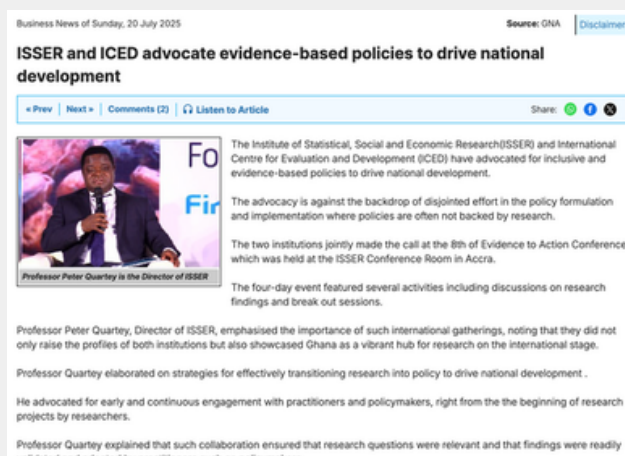 Business News of Sunday, 20 July 2025
Source: GNA
Disclaimer
ISSER and ICED advocate evidence-based policies to drive national
development
« Prev
Next »
Comments (2)
Listen to Article
Share:
Fo
Fir
Professor Peter Quartey is the Director of ISSER
The Institute of Statistical, Social and Economic Research(ISSER) and International
Centre for Evaluation and Development (ICED) have advocated for inclusive and
evidence-based policies to drive national development.
The advocacy is against the backdrop of disjointed effort in the policy formulation
and implementation where policies are often not backed by research.
The two institutions jointly made the call at the 8th of Evidence to Action Conference
which was held at the ISSER Conference Room in Accra.
The four-day event featured several activities including discussions on research
findings and break out sessions.
Professor Peter Quartey, Director of ISSER, emphasised the importance of such international gatherings, noting that they did not
only raise the profiles of both institutions but also showcased Ghana as a vibrant hub for research on the international stage.
Professor Quartey elaborated on strategies for effectively transitioning research into policy to drive national development .
He advocated for early and continuous engagement with practitioners and policymakers, right from the the beginning of research
projects by researchers.
Professor Quartey explained that such collaboration ensured that research questions were relevant and that findings were readily